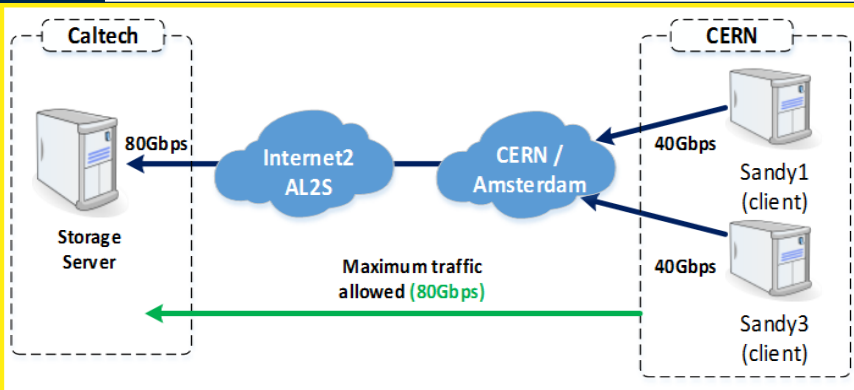 Caltech
CERN
80Gbps
Internet2
AL2S
CERN /
Amsterdam
40Gbps
Sandy1
(client)
Storage
Server
Maximum traffic
allowed (80Gbps)
40Gbps
Sandy3
(client)